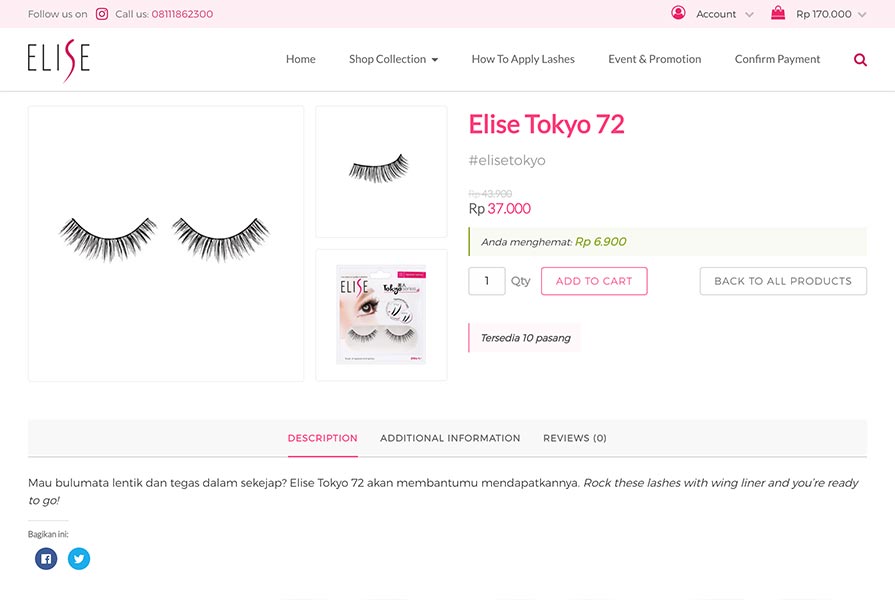 Follow us on Call us: 08111862300 Account Rp 170.000
ELISE
Home Shop Collection How To Apply Lashes Event & Promotion Confirm Payment
Elise Tokyo 72
#elisetokyo
Rp 43.900
Rp 37.000
Anda menghemat: Rp 6.900
1 Qty ADD TO CART BACK TO ALL PRODUCTS
ELISE Tokyo
Tersedia 10 pasang
DESCRIPTION ADDITIONAL INFORMATION REVIEWS (0)
Mau bulumata lentik dan tegas dalam sekejap? Elise Tokyo 72 akan membantumu mendapatkannya. Rock these lashes with wing liner and you're ready
to go!
Bagikan ini: